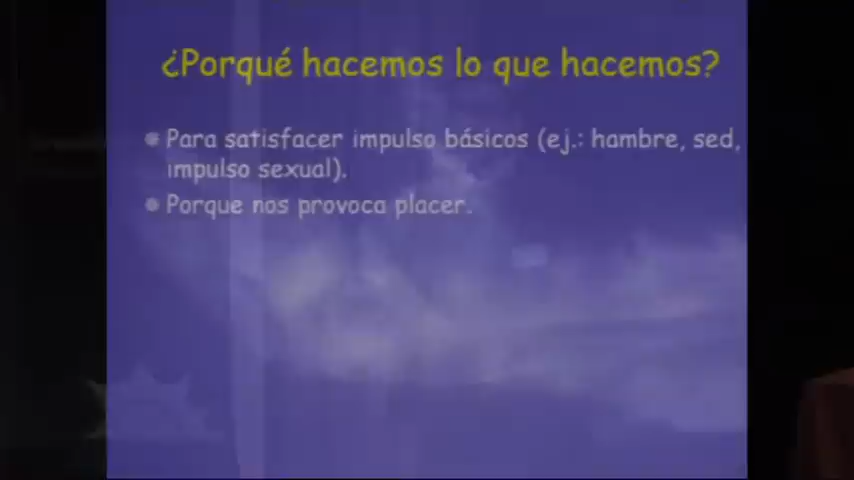 ¿Porqué hacemos lo que hacemos?
Para satisfacer impulso básicos (ej.: hambre, sed,
impulso sexual).
Porque nos provoca placer.